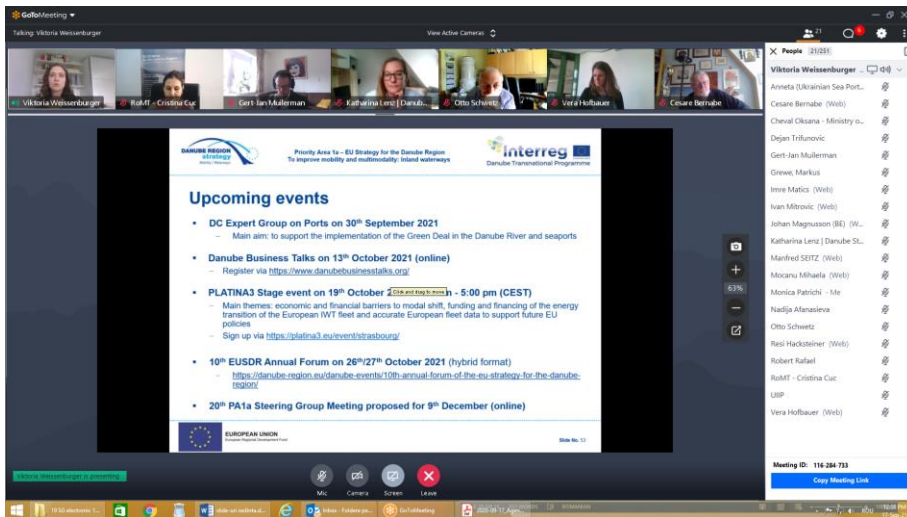 GoToMeeting
Talking: Viktoria Weissenburger
View Active Cameras
21
Viktoria Weissenburger
RoMT - Cristina Cuc
Gert-Jan Muilerman
Katharina Lenz | Danub...
Otto Schwetz
Vera Hofbauer
Cesare Bernabe
DANUBE REGION
strategy
Priority Area 1a – EU Strategy for the Danube Region
To improve mobility and multimodality: Inland waterways
Interreg
Danube Transnational Programme
Upcoming events
• DC Expert Group on Ports on 30th September 2021
– Main aim: to support the implementation of the Green Deal in the Danube River and seaports
• Danube Business Talks on 13th October 2021 (online)
– Register via https://www.danubebusinesstalks.org/
• PLATINA3 Stage event on 19th October 2 Click and drag to move n - 5:00 pm (CEST)
– Main themes: economic and financial barriers to modal shift, funding and financing of the energy
transition of the European IWT fleet and accurate European fleet data to support future EU
policies
– Sign up via https://platina3.eu/event/strasbourg/
• 10th EUSDR Annual Forum on 26th/27th October 2021 (hybrid format)
– https://danube-region.eu/danube-events/10th-annual-forum-of-the-eu-strategy-for-the-danube-
region/
• 20th PA1a Steering Group Meeting proposed for 9th December (online)
EUROPEAN UNION
European Regional Development Fund
Slide No. 53
63%
Viktoria Weissenburger is presenting
Mic
Camera
Screen
Leave
People 21/251
Viktoria Weissenburger ..
Anneta (Ukrainian Sea Port...
Cesare Bernabe (Web)
Cheval Oksana - Ministry o...
Dejan Trifunovic
Gert-Jan Muilerman
Grewe, Markus
Imre Matics (Web)
Ivan Mitrovic (Web)
Johan Magnusson (BE) (W...
Katharina Lenz | Danube St...
Manfred SEITZ (Web)
Mocanu Mihaela (Web)
Monica Patrichi - Me
Nadija Afanasieva
Otto Schwetz
Resi Hacksteiner (Web)
Robert Rafael
RoMT - Cristina Cuc
UIIP
Vera Hofbauer (Web)
Meeting ID: 116-284-733
Copy Meeting Link
19 SG electronic 1...
Inbox - Foldere pe...
GoToMeeting
ROU